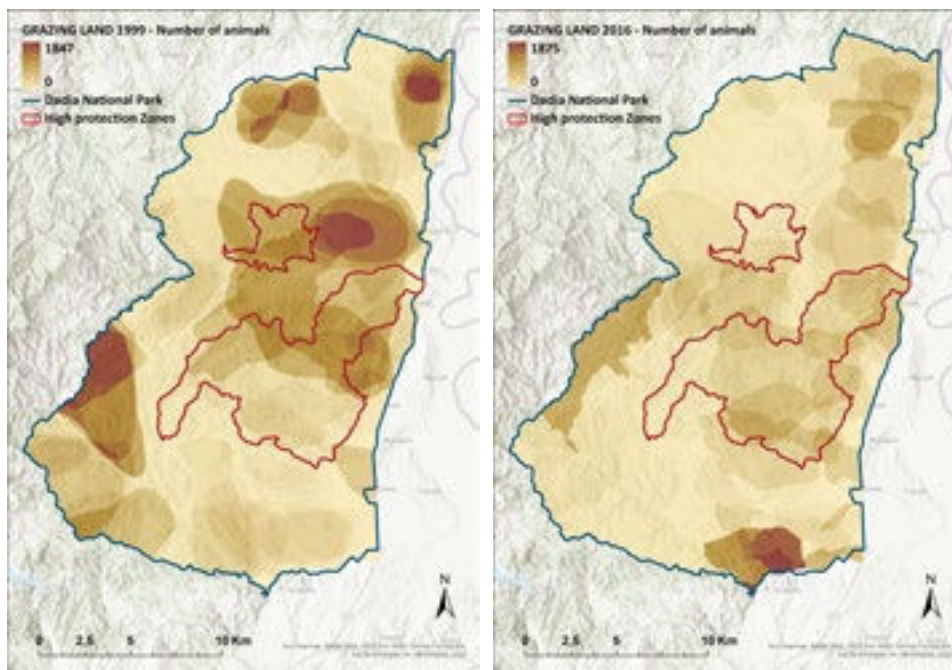 GRAZING LAND 1999 - Number of animals
1847
0
Dadia National Park
High protection Zones
N
0 2.5 5 10 Km
GRAZING LAND 2016 - Number of animals
1875
0
Dadia National Park
High protection Zones
N
0 2.5 5 10 Km